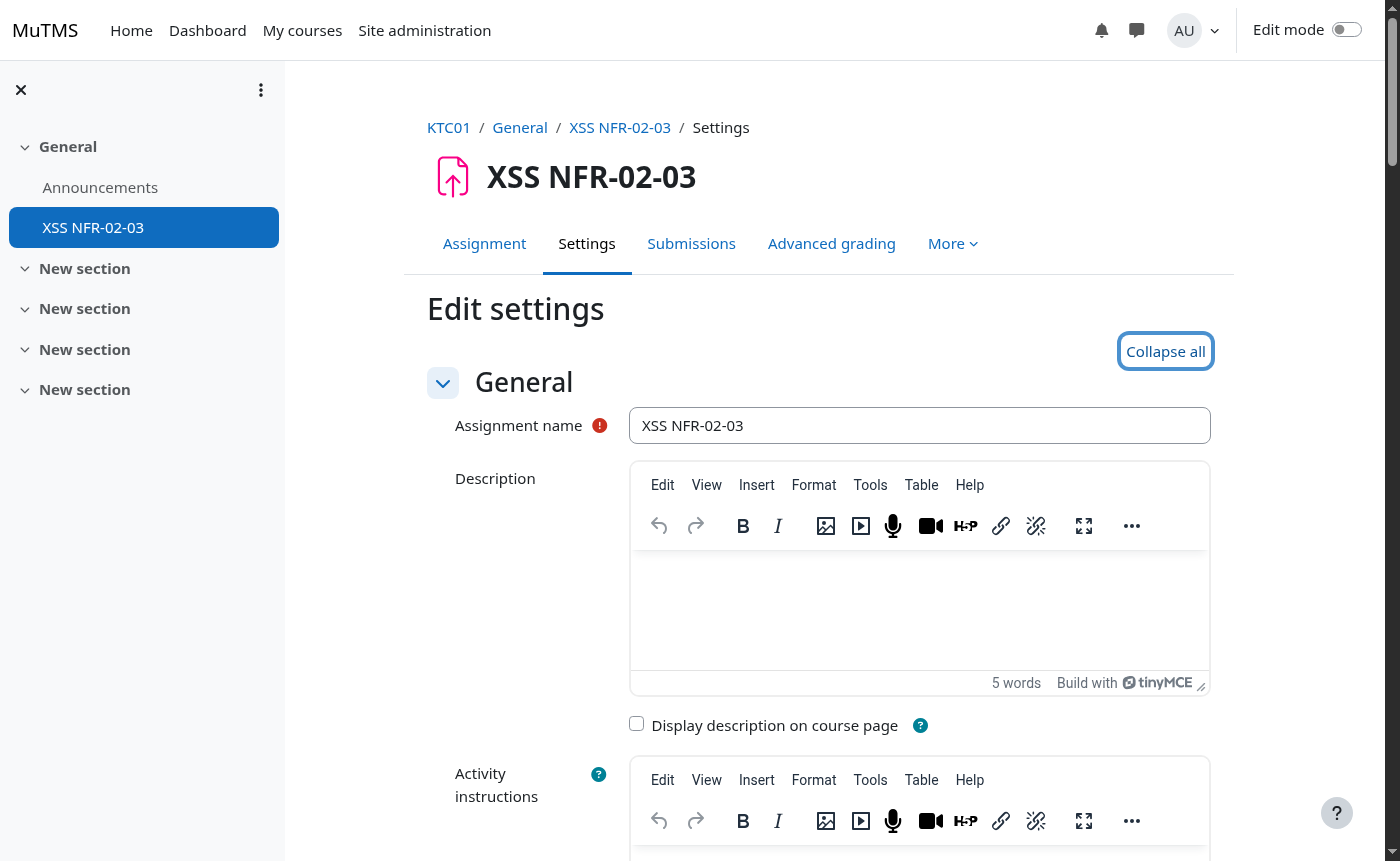 MuTMS Home Dashboard My courses Site administration AU Edit mode
General
Announcements
XSS NFR-02-03
New section
New section
New section
New section
KTC01 / General / XSS NFR-02-03 / Settings
XSS NFR-02-03
Assignment Settings Submissions Advanced grading More
Edit settings
Collapse all
General
Assignment name XSS NFR-02-03
Description
Edit View Insert Format Tools Table Help
B I H5P
5 words Build with tinyMCE
Display description on course page
Activity
instructions
Edit View Insert Format Tools Table Help
B I H5P